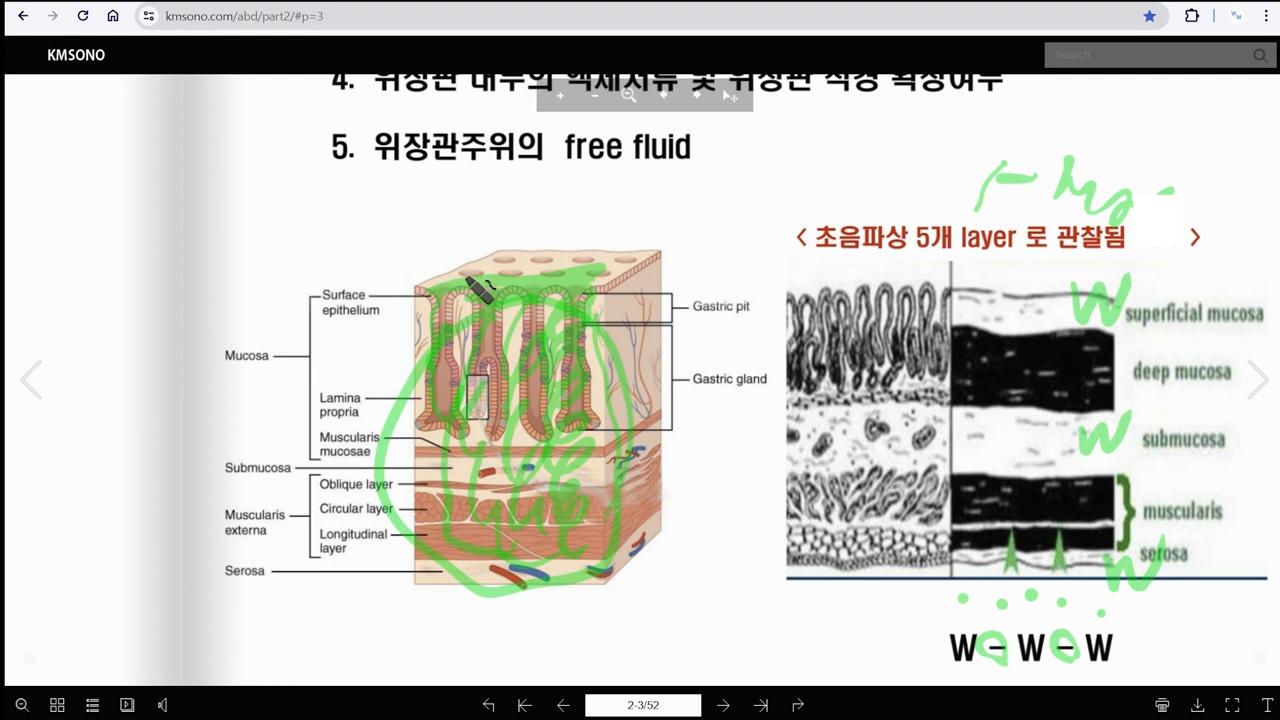 kmsono.com/abd/part2/#p=3
KMSONO
Search
4. 위장관 내부의 액체저류 및 위장관 직경 확장여부
5. 위장관주위의 free fluid
< 초음파상 5개 layer 로 관찰됨 >
Surface epithelium
Mucosa
Lamina propria
Muscularis mucosae
Submucosa
Oblique layer
Muscularis externa
Circular layer
Longitudinal layer
Serosa
Gastric pit
Gastric gland
W superficial mucosa
deep mucosa
W submucosa
muscularis
W serosa
W - W - W
2-3/52